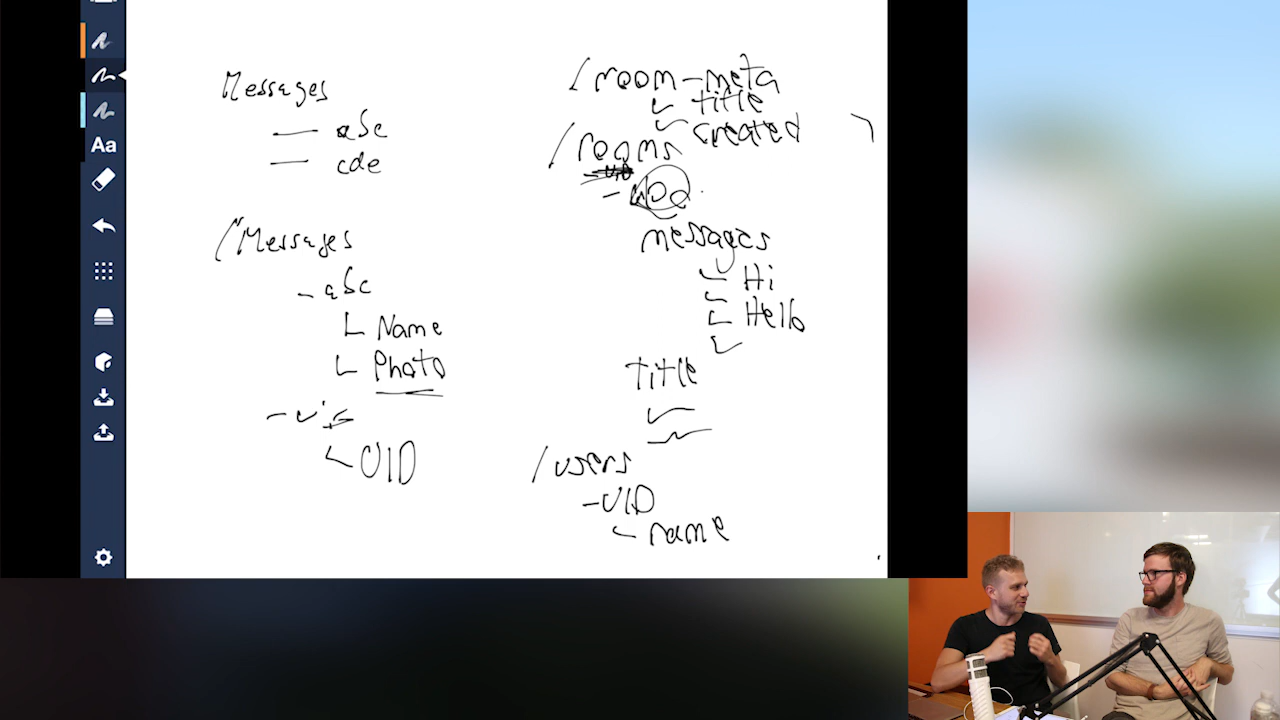 Aa
Messages
— abc
— cde
/Messages
- abc
Name
Photo
UID
/room-meta
title
created
/rooms
messages
Hi
Hello
title
/users
- UID
name